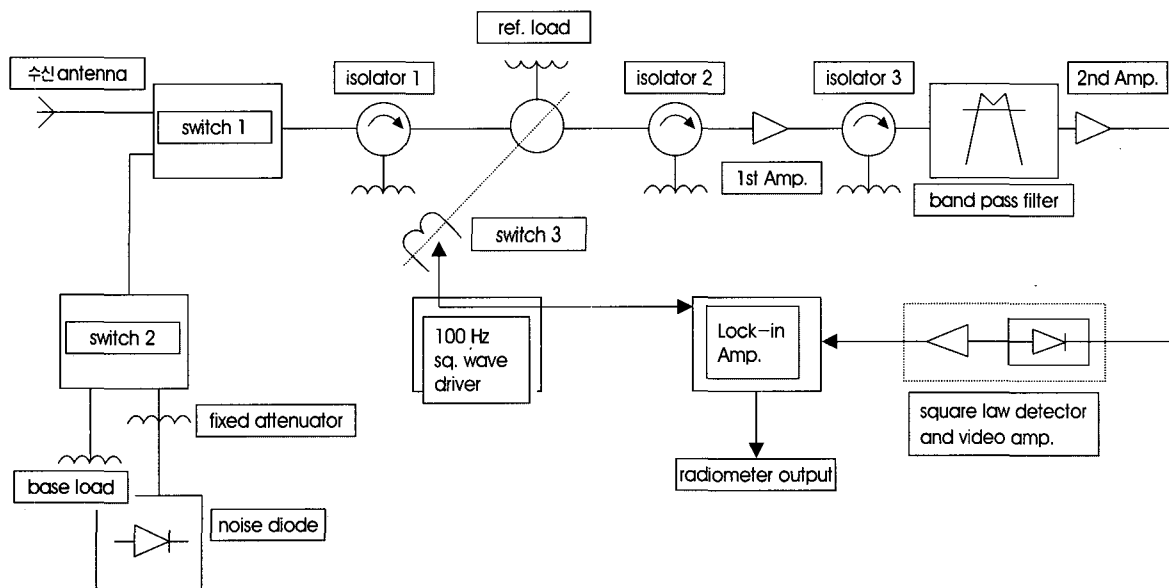 ref. load
수신 antenna
isolator 1
isolator 2
isolator 3
2nd Amp.
switch 1
1st Amp.
band pass filter
switch 3
switch 2
100 Hz
sq. wave
driver
Lock-in
Amp.
fixed attenuator
square law detector
and video amp.
base load
radiometer output
noise diode